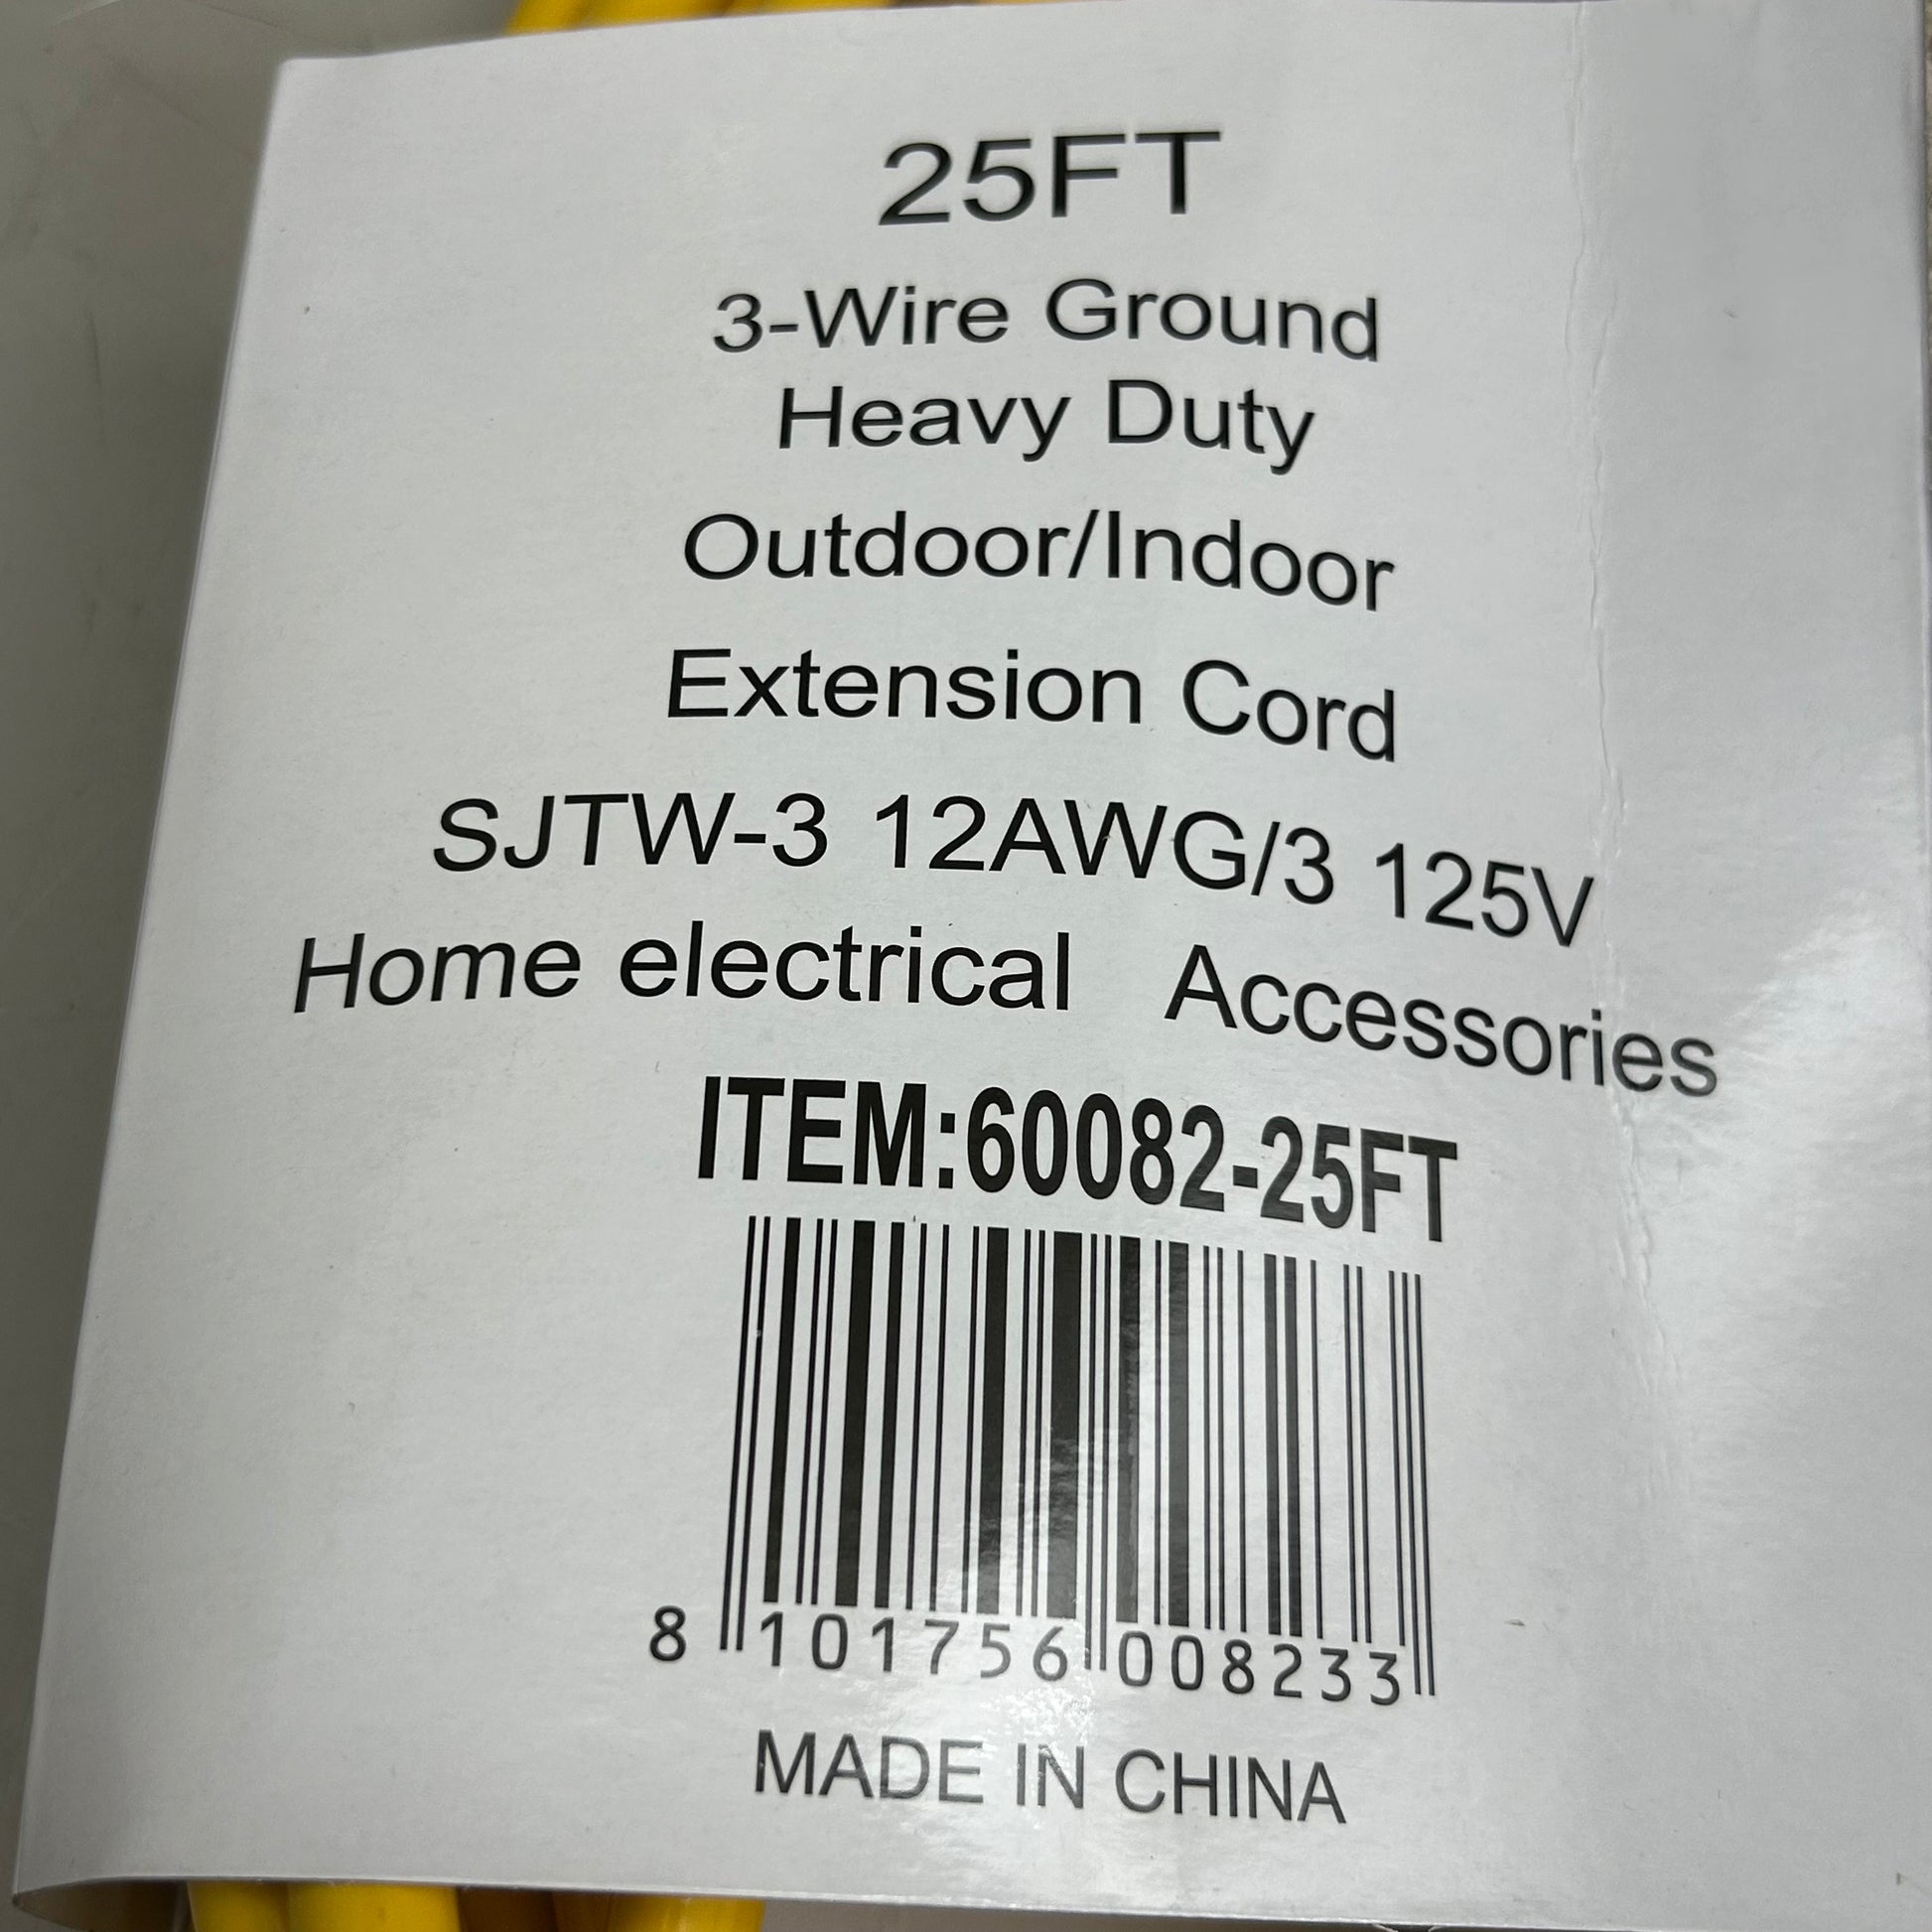 25FT
3-Wire Ground
Heavy Duty
Outdoor/Indoor
Extension Cord
SJTW-3 12AWG/3 125V
Home electrical Accessories
ITEM:60082-25FT
8 101756 008233
MADE IN CHINA